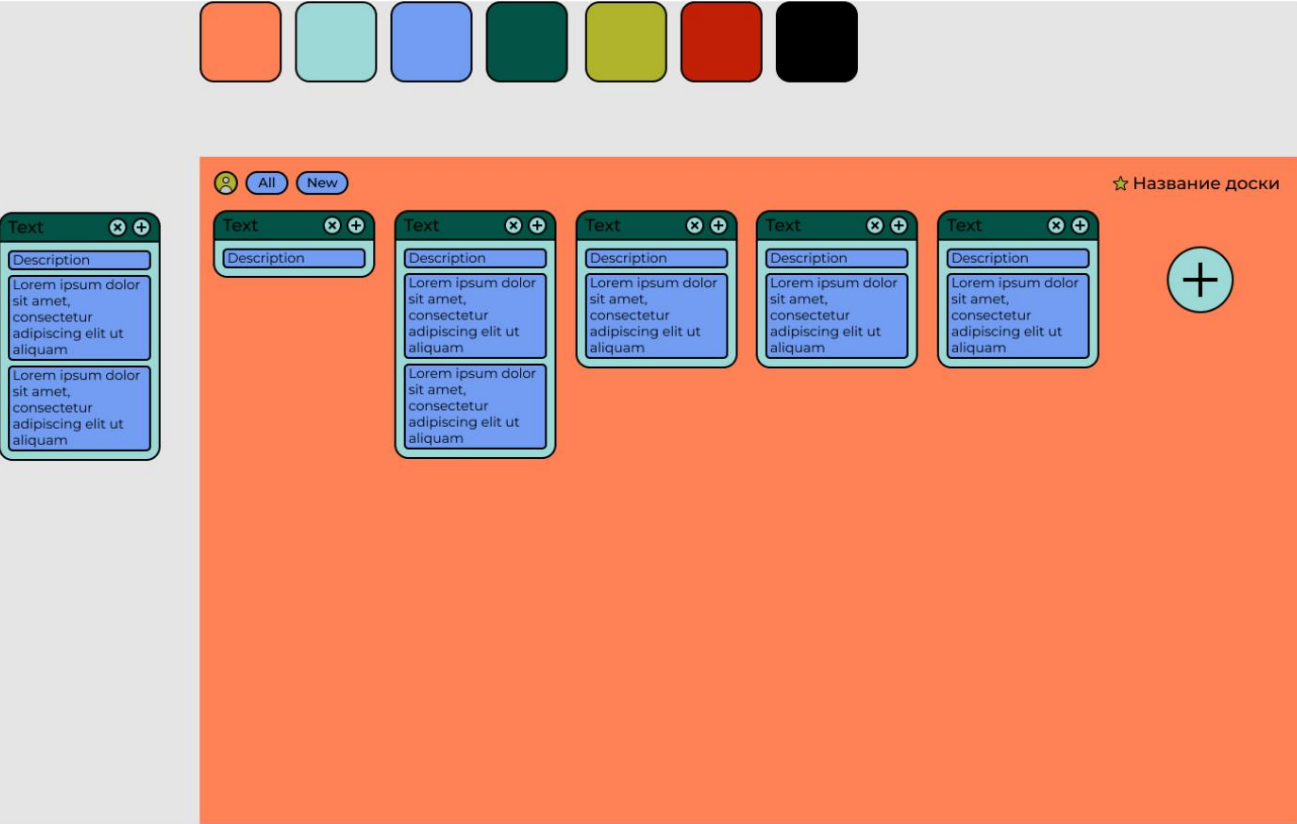 All
New
Название доски
Text
Description
Lorem ipsum dolor
sit amet,
consectetur
adipiscing elit ut
aliquam
Lorem ipsum dolor
sit amet,
consectetur
adipiscing elit ut
aliquam
Text
Description
Text
Description
Lorem ipsum dolor
sit amet,
consectetur
adipiscing elit ut
aliquam
Lorem ipsum dolor
sit amet,
consectetur
adipiscing elit ut
aliquam
Text
Description
Lorem ipsum dolor
sit amet,
consectetur
adipiscing elit ut
aliquam
Text
Description
Lorem ipsum dolor
sit amet,
consectetur
adipiscing elit ut
aliquam
Text
Description
Lorem ipsum dolor
sit amet,
consectetur
adipiscing elit ut
aliquam